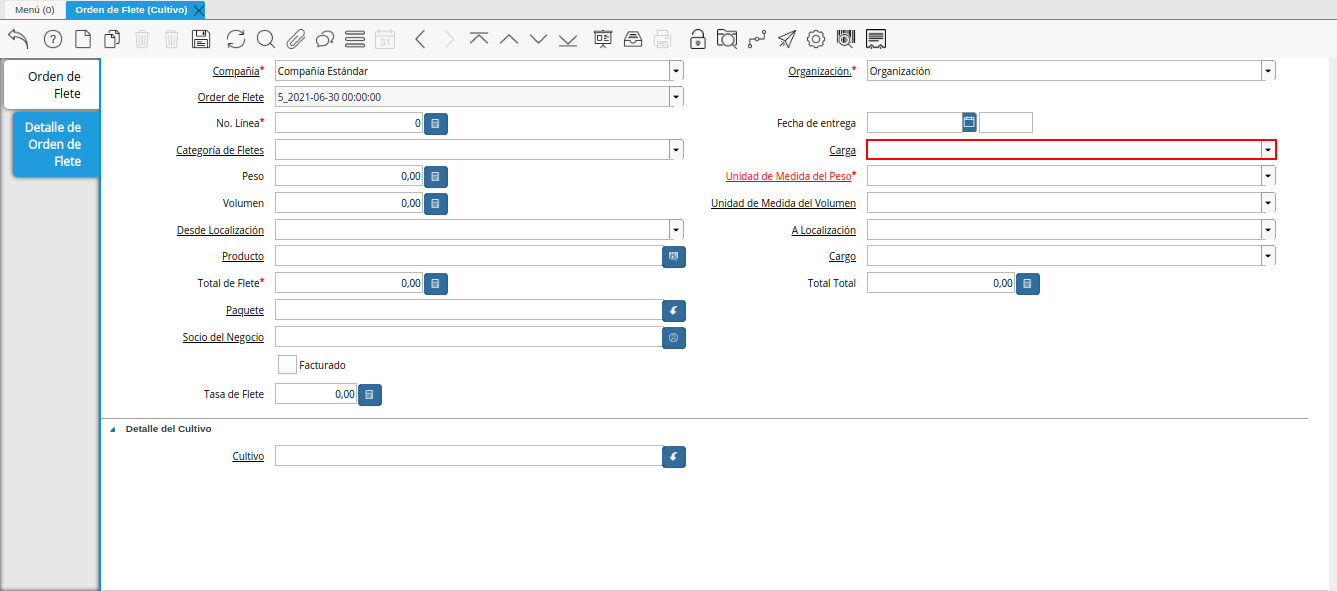 Menú (0)
Orden de Flete (Cultivo)
31
Orden de
Flete
Detalle de
Orden de
Flete
Compañía* Compañía Estándar Organización.* Organización
Order de Flete 5_2021-06-30 00:00:00
No. Línea* 0 Fecha de entrega
Categoría de Fletes Carga
Peso 0,00 Unidad de Medida del Peso*
Volumen 0,00 Unidad de Medida del Volumen
Desde Localización A Localización
Producto Cargo
Total de Flete* 0,00 Total Total 0,00
Paquete
Socio del Negocio
Facturado
Tasa de Flete 0,00
Detalle del Cultivo
Cultivo